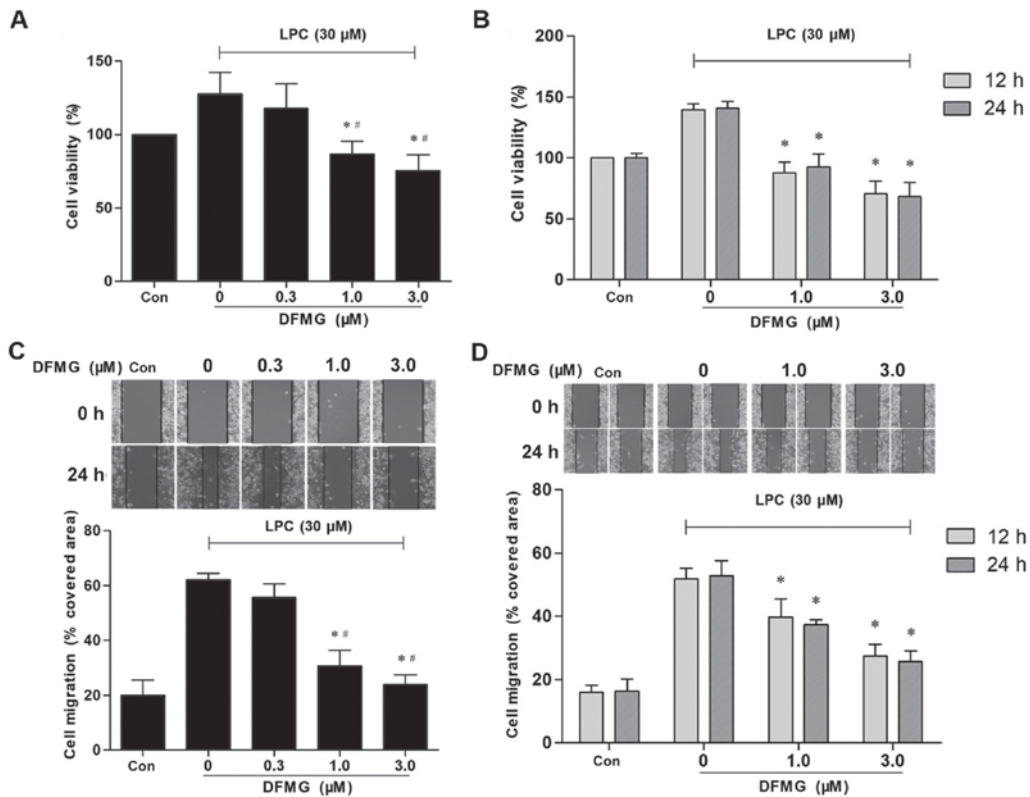 A
LPC (30 µM)
Cell viability (%)
150
100
50
0
* #
* #
Con
0
0.3
1.0
3.0
DFMG (µM)
B
LPC (30 µM)
Cell viability (%)
200
150
100
50
0
*
*
*
*
Con
0
1.0
3.0
DFMG (µM)
12 h
24 h
C
DFMG (µM) Con 0 0.3 1.0 3.0
0 h
24 h
LPC (30 µM)
Cell migration (% covered area)
80
60
40
20
0
* #
* #
Con
0
0.3
1.0
3.0
DFMG (µM)
D
DFMG (µM) Con 0 1.0 3.0
0 h
24 h
LPC (30 µM)
Cell migration (% covered area)
80
60
40
20
0
*
*
*
*
Con
0
1.0
3.0
DFMG (µM)
12 h
24 h